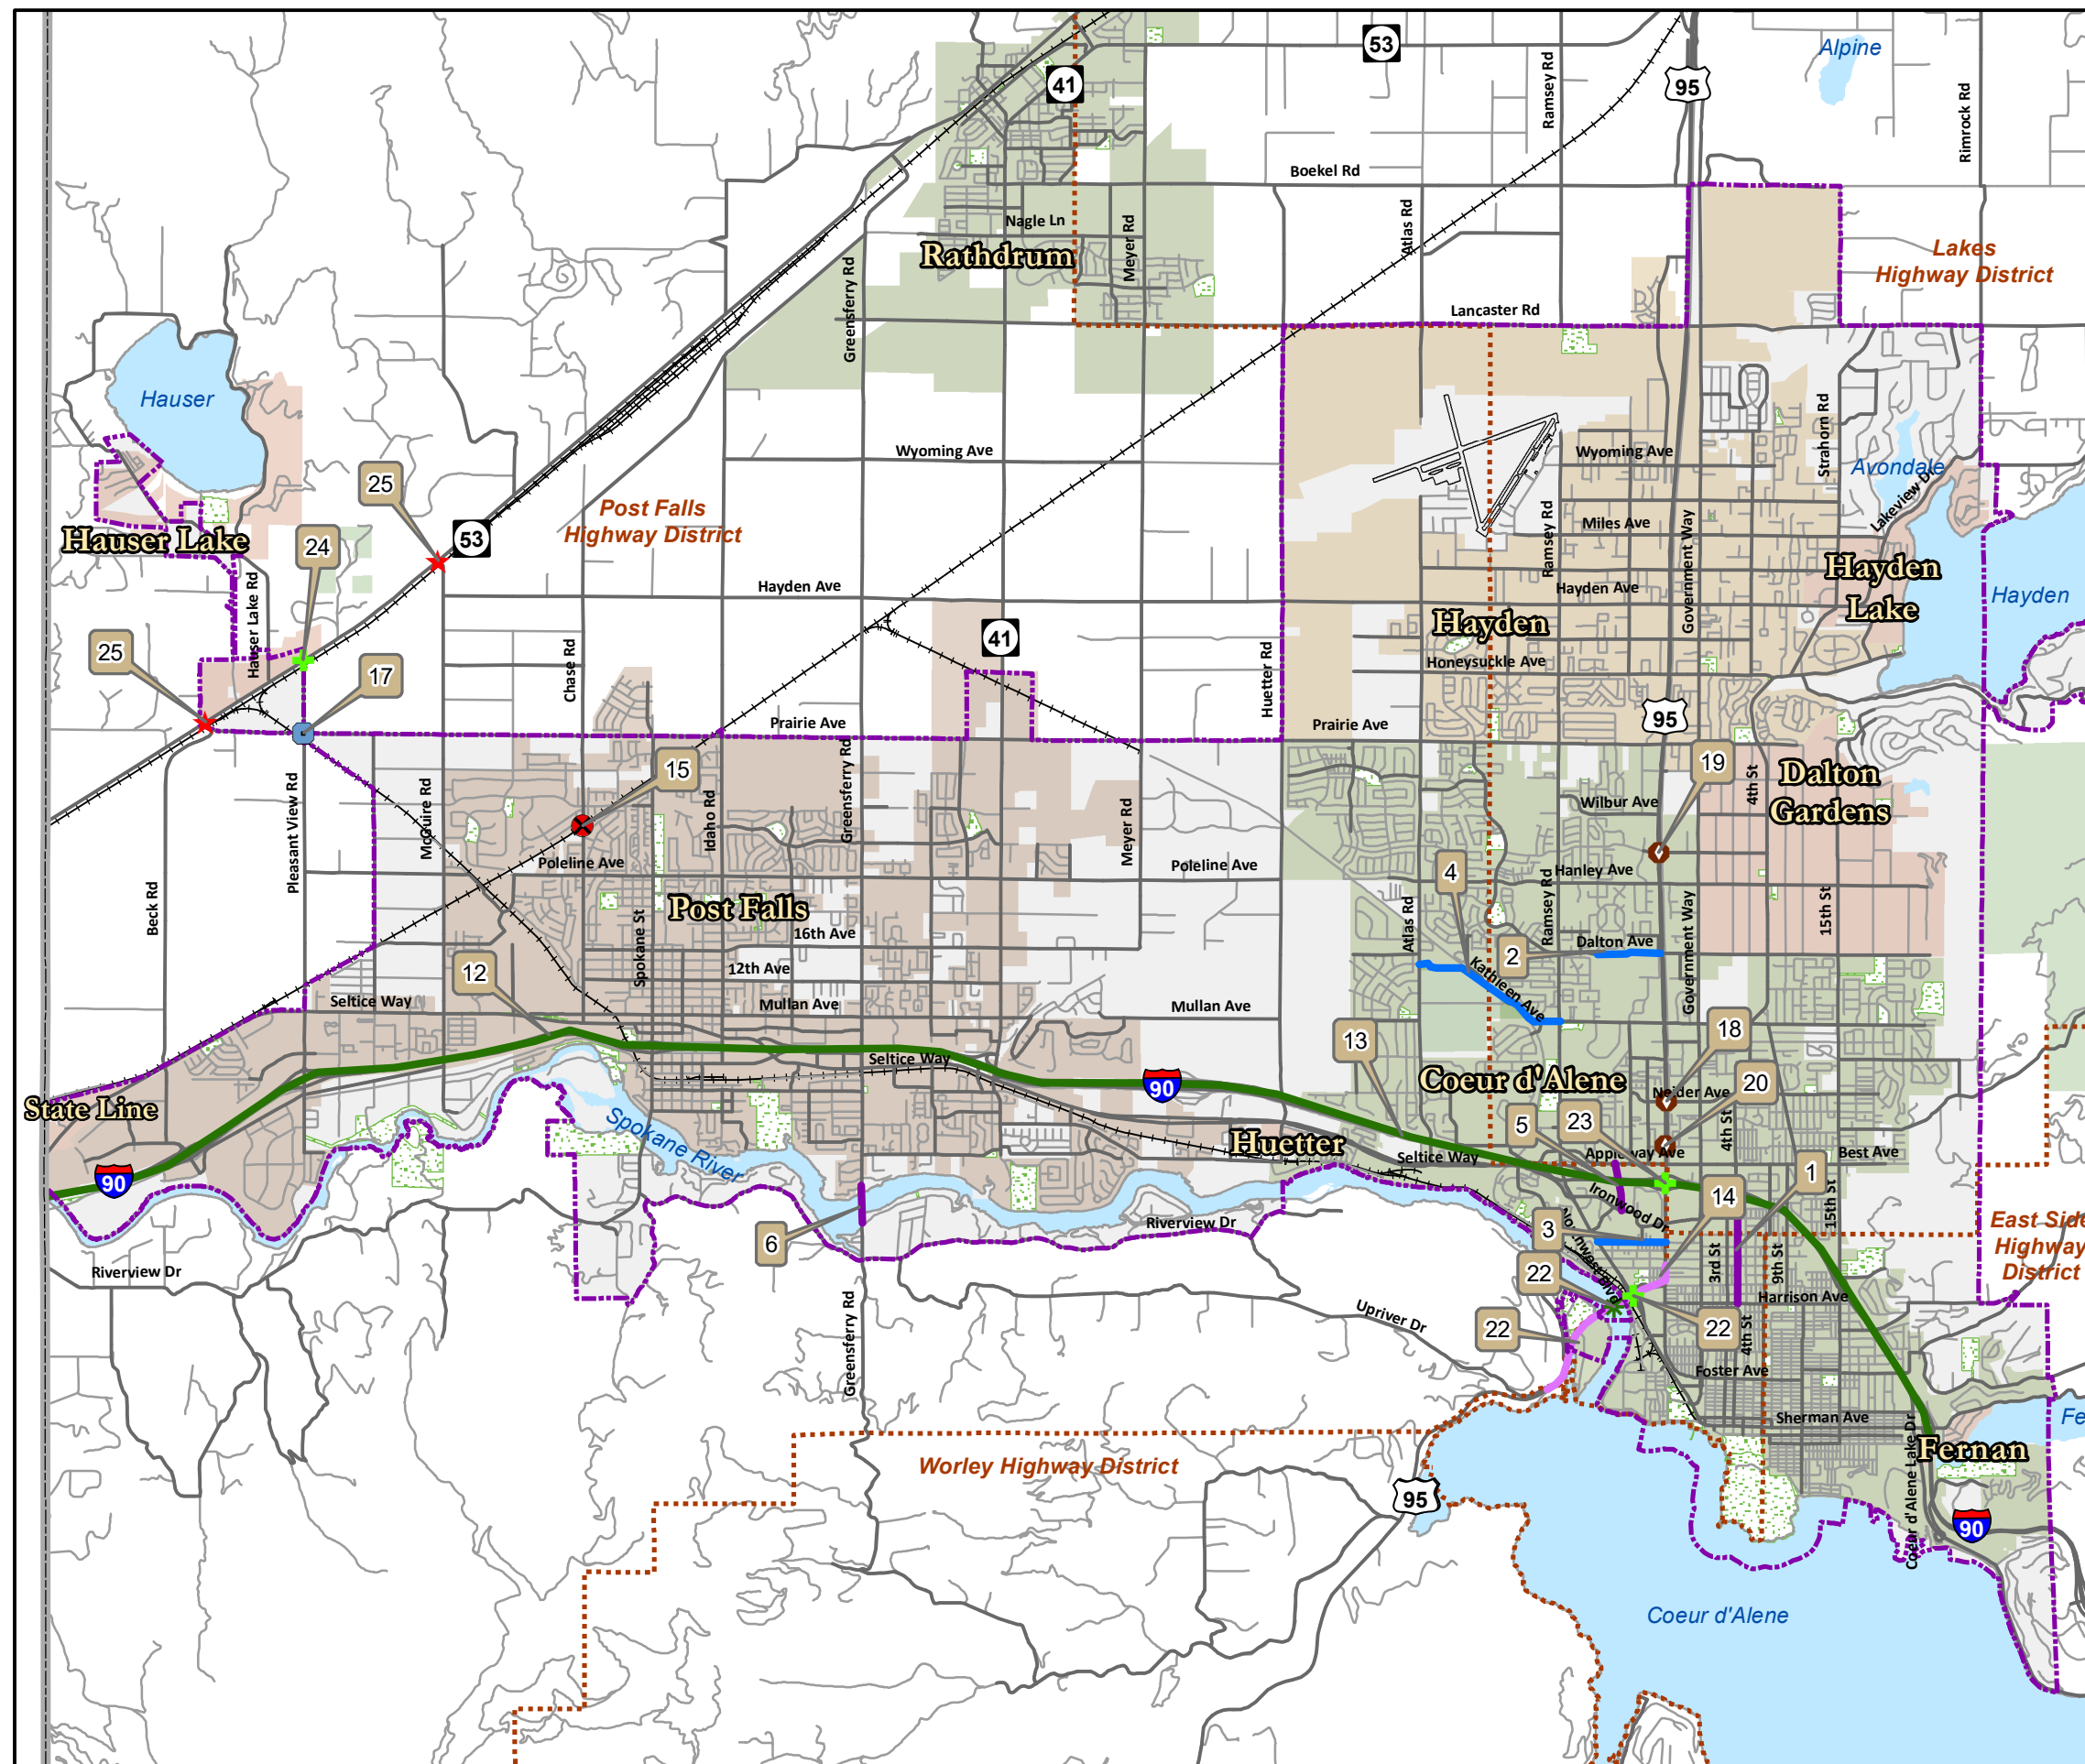 53
Alpine
41
95
Ramsey Rd
Rimrock Rd
Boekel Rd
Nagle Ln
Atlas Rd
Meyer Rd
Rathdrum
Lakes
Highway District
Greensferry Rd
Lancaster Rd
Hauser
Strahorn Rd
Wyoming Ave
Wyoming Ave
Avondale
25
Lakeview Dr
Post Falls
Highway District
53
Miles Ave
Ramsey Rd
Government Way
Hauser Lake
24
Hayden
Lake
Hayden Ave
Hayden Ave
Hayden
Hauser Lake Rd
Hayden
41
25
17
Chase Rd
Huetter Rd
Honeysuckle Ave
95
Prairie Ave
Prairie Ave
15
19
Dalton
Gardens
4th St
Wilbur Ave
Pleasant View Rd
McGuire Rd
Idaho Rd
Greensferry Rd
Meyer Rd
Poleline Ave
Poleline Ave
4
Hanley Ave
Beck Rd
Post Falls
Spokane St
16th Ave
Atlas Rd
Ramsey Rd
Government Way
15th St
12
12th Ave
2
Dalton Ave
Kathleen Ave
Seltice Way
Mullan Ave
Mullan Ave
13
18
Seltice Way
90
Coeur d'Alene
Neider Ave
20
State Line
Spokane River
Huetter
5
23
4th St
Appleway Ave
Best Ave
Seltice Way
90
1
Ironwood Dr
14
15th St
6
Riverview Dr
3
Northwest Blvd
East Side
Highway
District
Riverview Dr
22
3rd St
9th St
Harrison Ave
22
22
4th St
Upriver Dr
Greensferry Rd
Foster Ave
Sherman Ave
Fe
Coeur d'Alene Lake Dr
Fernan
Worley Highway District
95
90
Coeur d'Alene